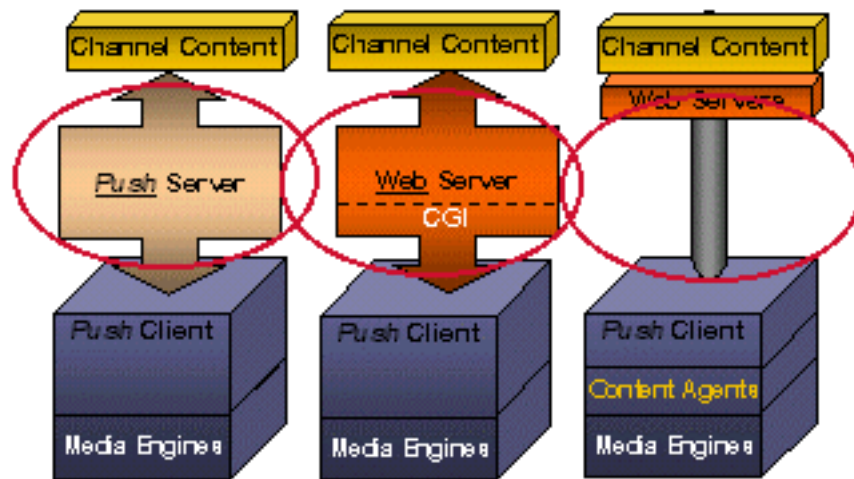 Channel Content
Push Server
Push Client
Media Engines
Channel Content
Web Server
CGI
Push Client
Media Engines
Channel Content
Web Servers
Push Client
Content Agents
Media Engines